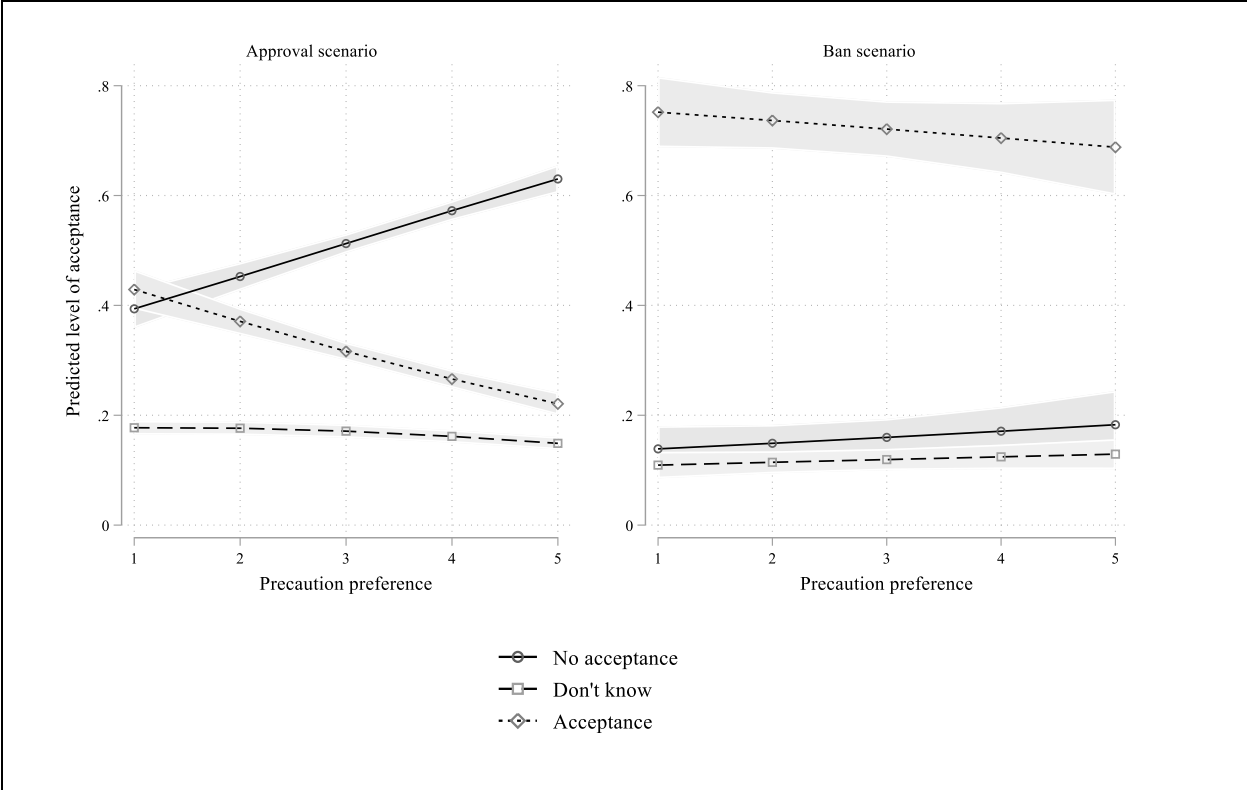 Approval scenario
Ban scenario
Predicted level of acceptance
.8
.6
.4
.2
0
1 2 3 4 5
Precaution preference
.8
.6
.4
.2
0
1 2 3 4 5
Precaution preference
No acceptance
Don't know
Acceptance